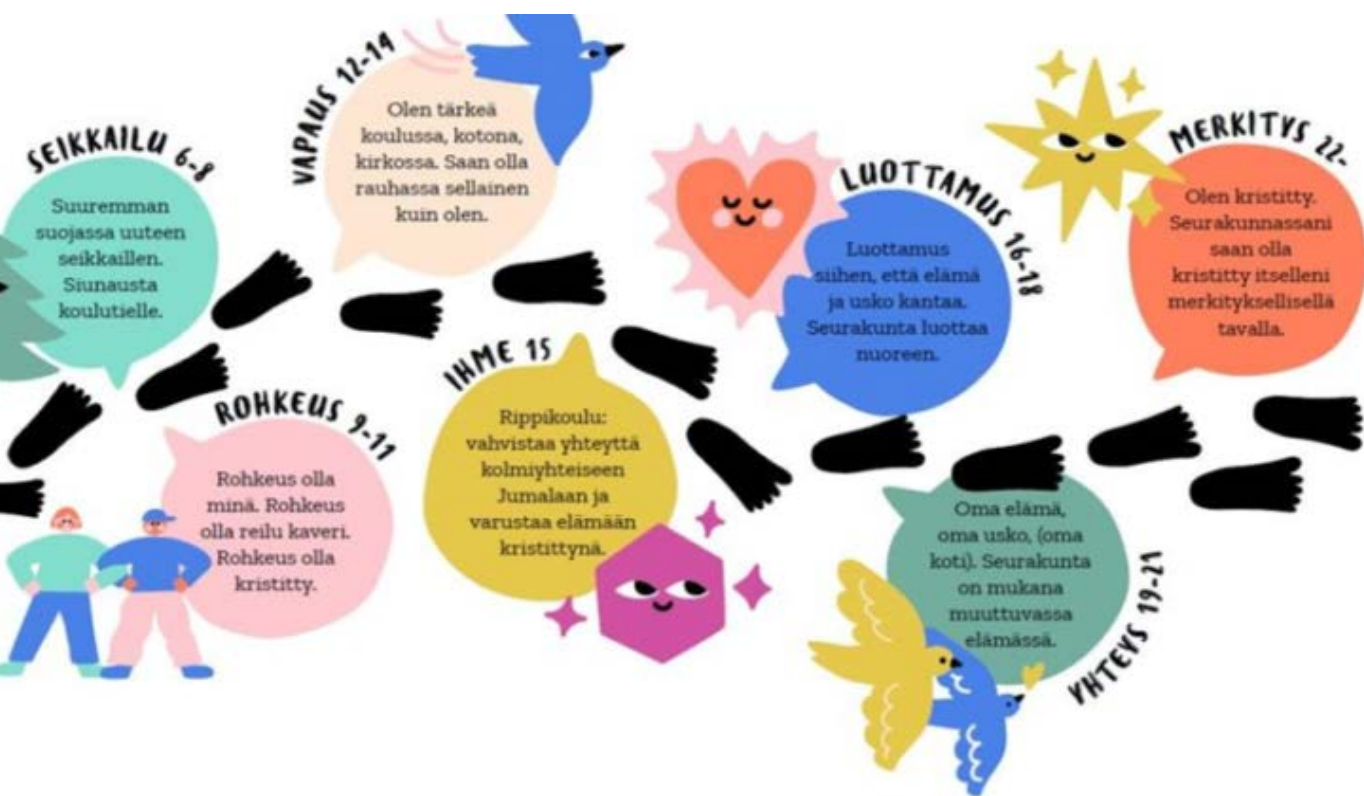 SEIKKAILU 6-8
Suuremman
suojassa uuteen
seikkaillen.
Siunausta
koulutielle.
ROHKEUS 9-11
Rohkeus olla
minä. Rohkeus
olla reilu kaveri.
Rohkeus olla
kristitty.
VAPAUS 12-14
Olen tärkeä
koulussa, kotona,
kirkossa. Saan olla
rauhassa sellainen
kuin olen.
IHME 15
Rippikoulu:
vahvistaa yhteyttä
kolmiyhteiseen
Jumalaan ja
varustaa elämään
kristittynä.
LUOTTAMUS 16-18
Luottamus
siihen, että elämä
ja usko kantaa.
Seurakunta luottaa
nuoreen.
YHTEYS 19-21
Oma elämä,
oma usko, (oma
koti). Seurakunta
on mukana
muuttuvassa
elämässä.
MERKITYS 22-
Olen kristitty.
Seurakunnassani
saan olla
kristitty itselleni
merkityksellisellä
tavalla.